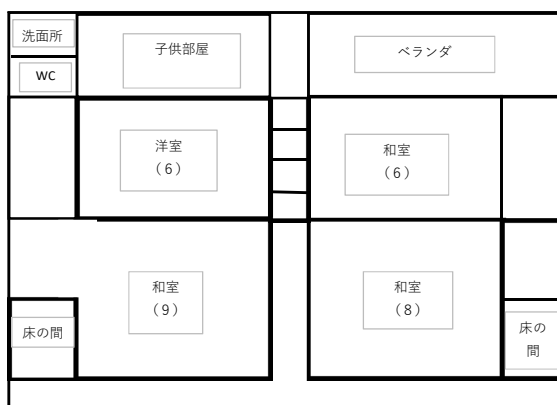 洗面所
子供部屋
ベランダ
WC
洋室
（6）
和室
（6）
和室
（9）
和室
（8）
床の間
床の
間